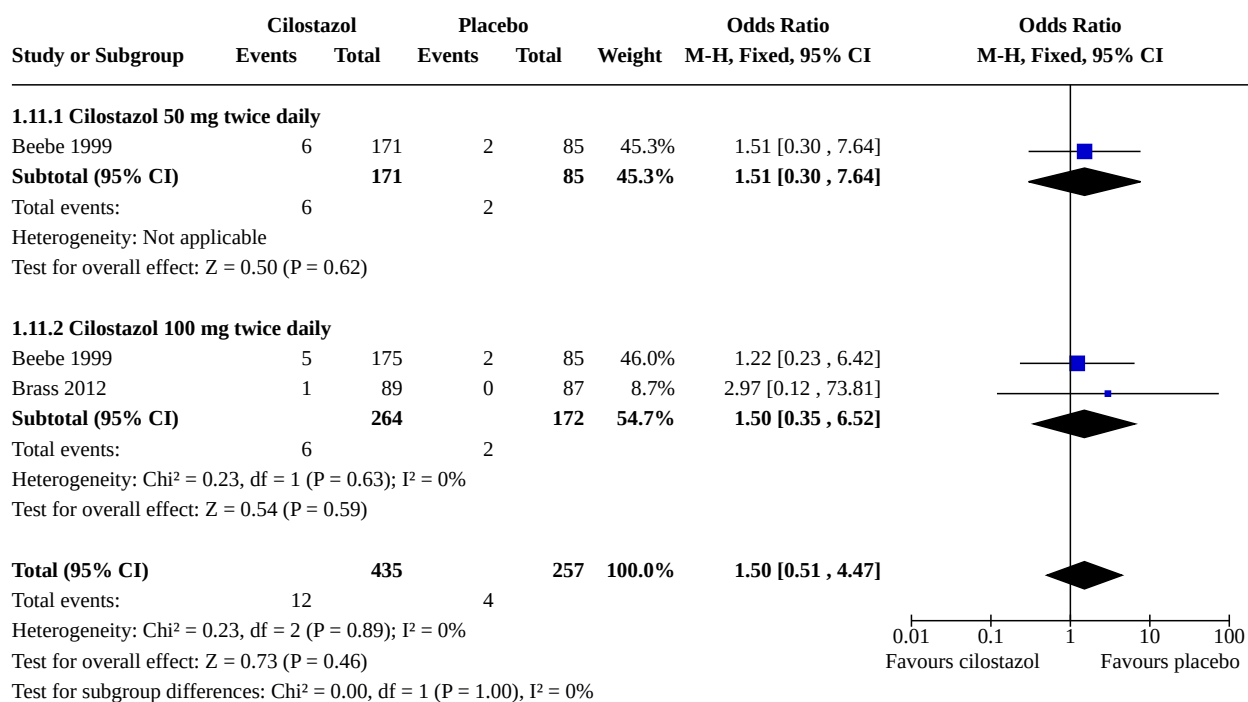 Cilostazol Placebo Odds Ratio Odds Ratio
Study or Subgroup Events Total Events Total Weight M-H, Fixed, 95% CI M-H, Fixed, 95% CI
1.11.1 Cilostazol 50 mg twice daily
Beebe 1999 6 171 2 85 45.3% 1.51 [0.30 , 7.64]
Subtotal (95% CI) 171 85 45.3% 1.51 [0.30 , 7.64]
Total events: 6 2
Heterogeneity: Not applicable
Test for overall effect: Z = 0.50 (P = 0.62)
1.11.2 Cilostazol 100 mg twice daily
Beebe 1999 5 175 2 85 46.0% 1.22 [0.23 , 6.42]
Brass 2012 1 89 0 87 8.7% 2.97 [0.12 , 73.81]
Subtotal (95% CI) 264 172 54.7% 1.50 [0.35 , 6.52]
Total events: 6 2
Heterogeneity: Chi² = 0.23, df = 1 (P = 0.63); I² = 0%
Test for overall effect: Z = 0.54 (P = 0.59)
Total (95% CI) 435 257 100.0% 1.50 [0.51 , 4.47]
Total events: 12 4
Heterogeneity: Chi² = 0.23, df = 2 (P = 0.89); I² = 0%
0.01 0.1 1 10 100
Test for overall effect: Z = 0.73 (P = 0.46)
Favours cilostazol Favours placebo
Test for subgroup differences: Chi² = 0.00, df = 1 (P = 1.00), I² = 0%